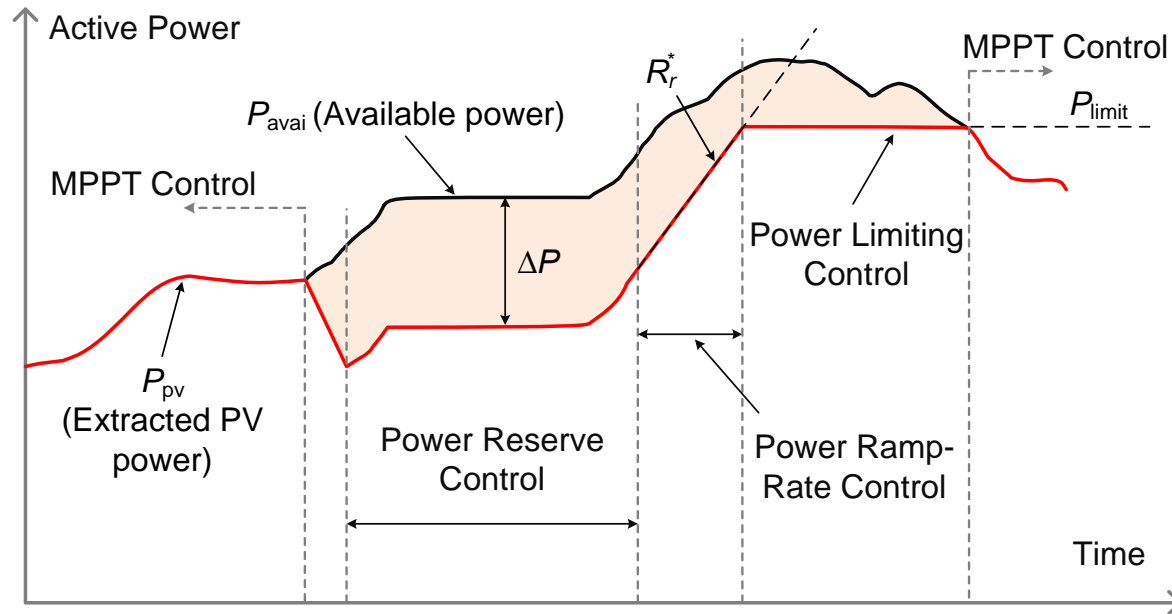 Active Power
MPPT Control
R*r
Pavai (Available power)
Plimit
MPPT Control
Power Limiting
Control
ΔP
Ppv
(Extracted PV
power)
Power Reserve
Control
Power Ramp-
Rate Control
Time